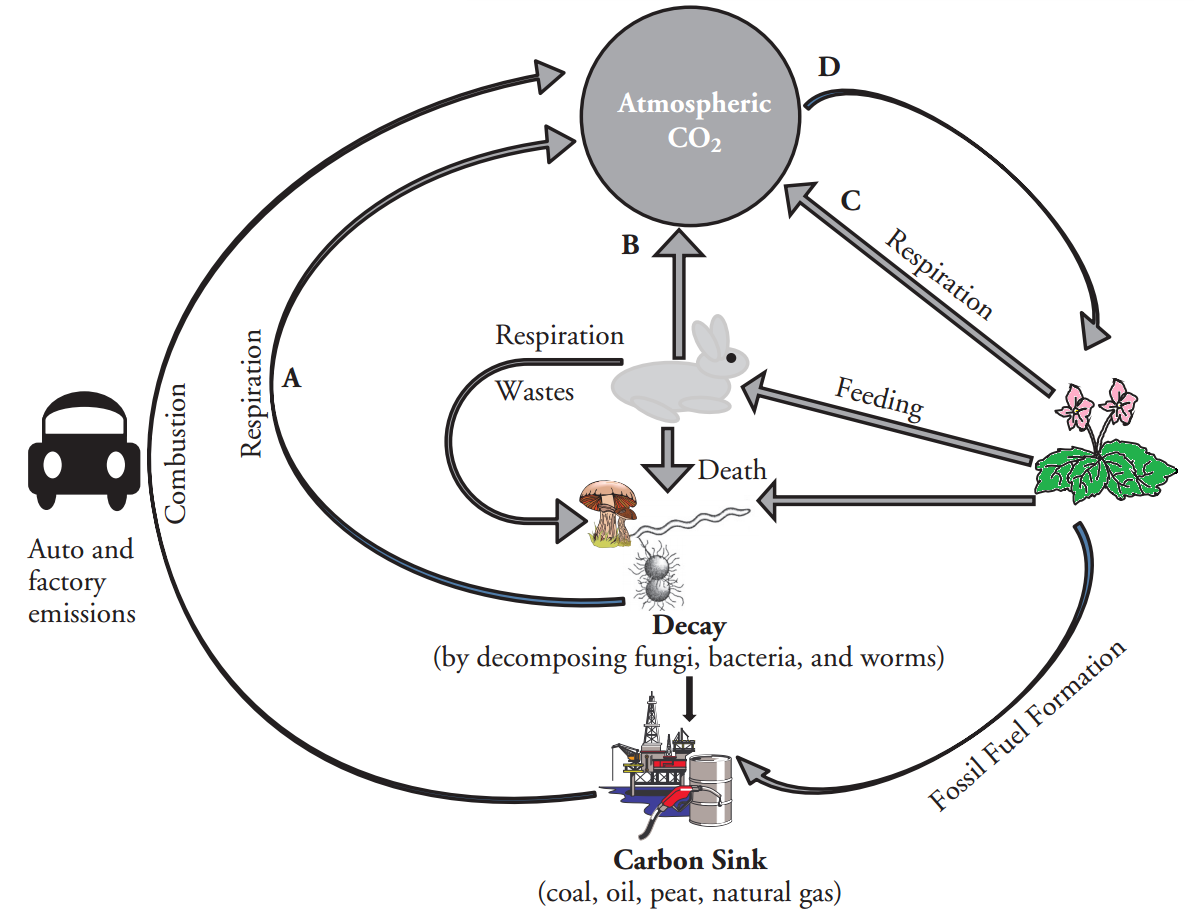 D
Atmospheric
CO₂
C
B
Respiration
Respiration
Wastes
Respiration
A
Combustion
Feeding
Death
Auto and
factory
emissions
Decay
(by decomposing fungi, bacteria, and worms)
Fossil Fuel Formation
Carbon Sink
(coal, oil, peat, natural gas)